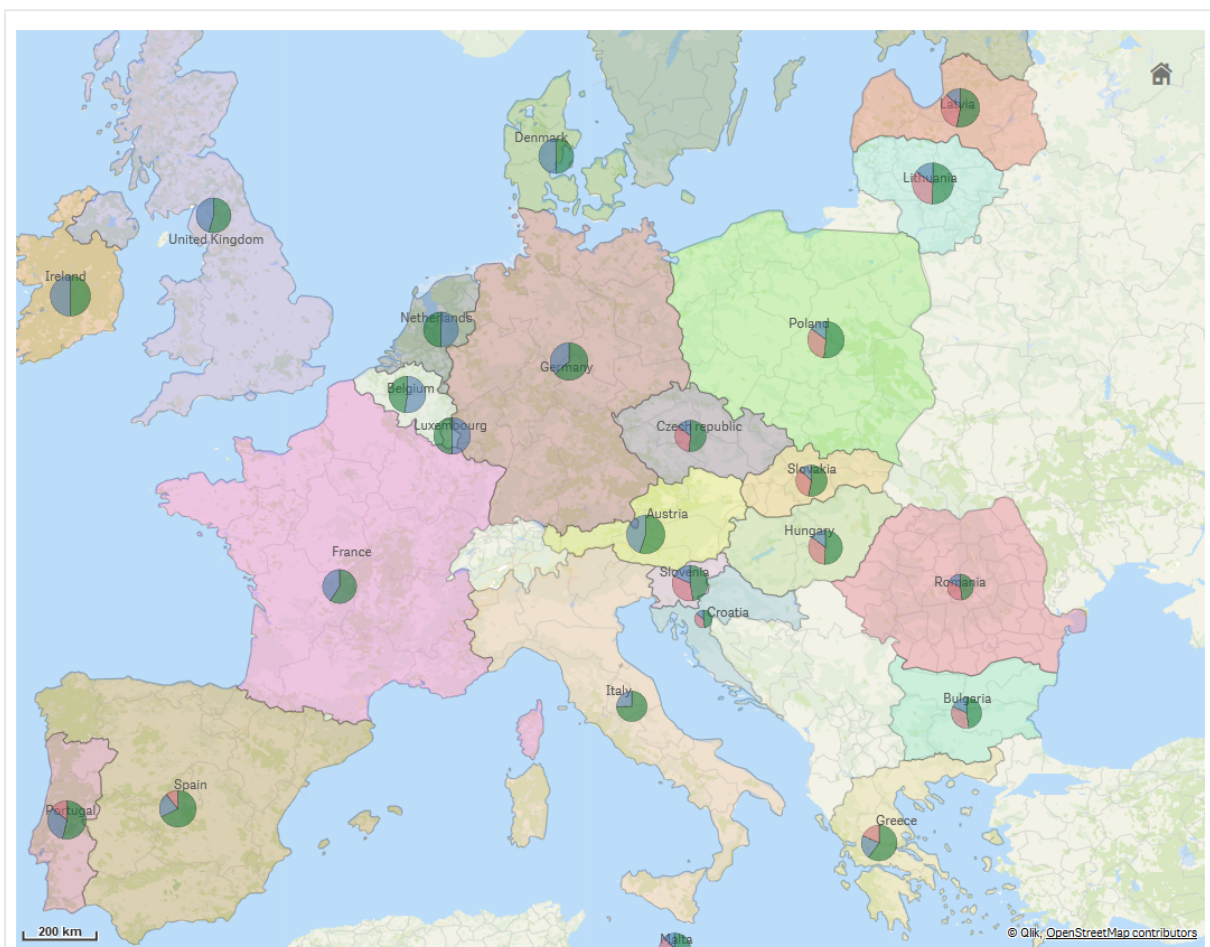 Latvia
Denmark
Lithuania
United Kingdom
Ireland
Netherlands
Poland
Germany
Belgium
Luxembourg
Czech republic
Slovakia
Austria
Hungary
France
Slovenia
Romania
Croatia
Italy
Bulgaria
Spain
Portugal
Greece
Malta
200 km
© Qlik, OpenStreetMap contributors